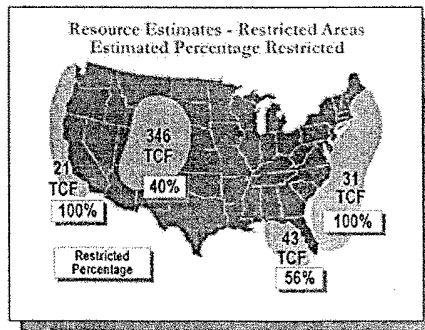 Resource Estimates - Restricted Areas
Estimated Percentage Restricted
346
TCF
40%
21
TCF
100%
31
TCF
100%
43
TCF
56%
Restricted
Percentage